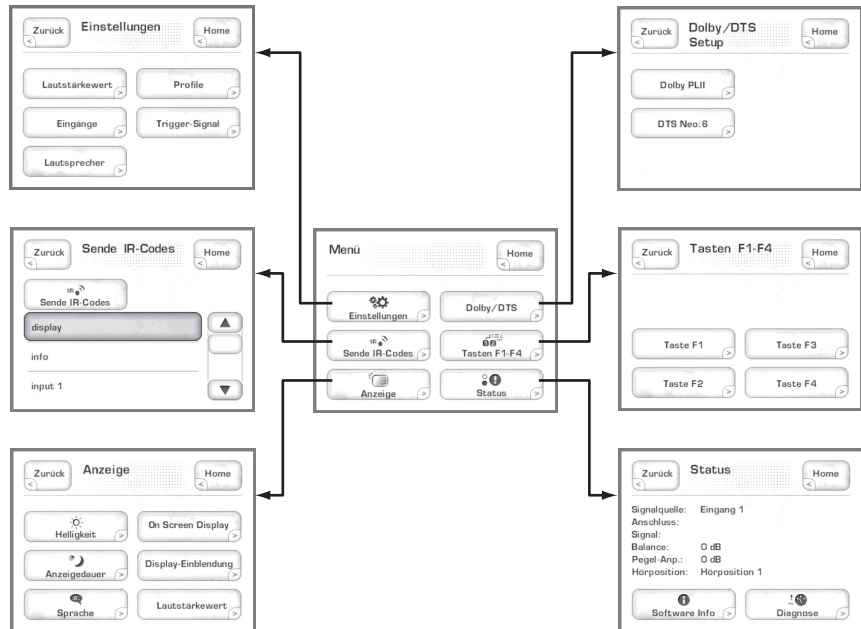 Zurück
Einstellungen
Home
Lautstärkewert
Profile
Eingänge
Trigger-Signal
Lautsprecher
Zurück
Dolby/DTS
Setup
Home
Dolby PLII
DTS Neo:6
Zurück
Sende IR-Codes
Home
IR
Sende IR-Codes
display
info
input 1
Menü
Home
Einstellungen
Dolby/DTS
IR
Sende IR-Codes
Tasten F1-F4
Anzeige
Status
Zurück
Tasten F1-F4
Home
Taste F1
Taste F3
Taste F2
Taste F4
Zurück
Anzeige
Home
Helligkeit
On Screen Display
Anzeigedauer
Display-Einblendung
Sprache
Lautstärkewert
Zurück
Status
Home
Signalquelle: Eingang 1
Anschluss:
Signal:
Balance: 0 dB
Pegel-Anp.: 0 dB
Hörposition: Hörposition 1
Software Info
Diagnose